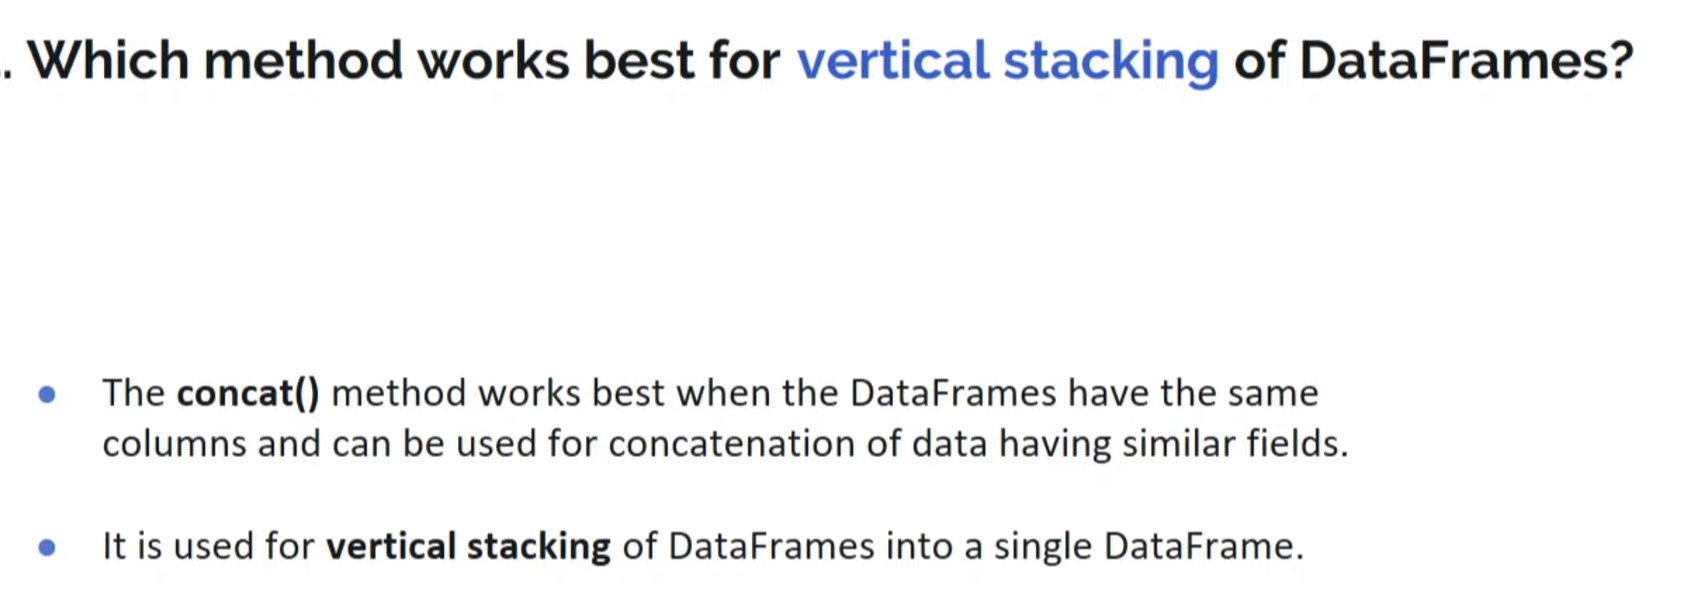 . Which method works best for vertical stacking of DataFrames?
• The concat() method works best when the DataFrames have the same
columns and can be used for concatenation of data having similar fields.
• It is used for vertical stacking of DataFrames into a single DataFrame.